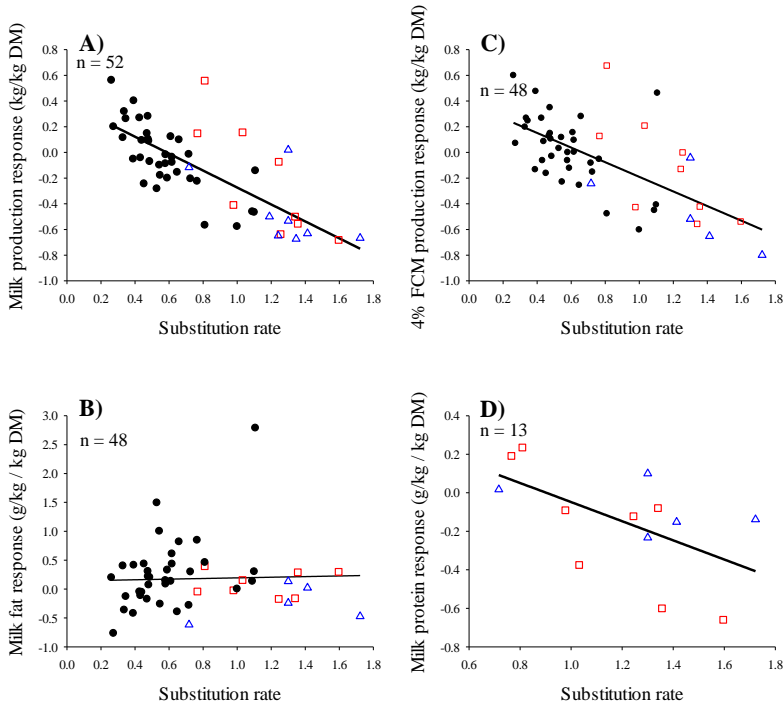 A)
n = 52
Milk production response (kg/kg DM)
0.8
0.6
0.4
0.2
0.0
-0.2
-0.4
-0.6
-0.8
-1.0
0.0 0.2 0.4 0.6 0.8 1.0 1.2 1.4 1.6 1.8
Substitution rate
C)
n = 48
4% FCM production response (kg/kg DM)
0.8
0.6
0.4
0.2
0.0
-0.2
-0.4
-0.6
-0.8
-1.0
0.0 0.2 0.4 0.6 0.8 1.0 1.2 1.4 1.6 1.8
Substitution rate
B)
n = 48
Milk fat response (g/kg / kg DM)
3.0
2.5
2.0
1.5
1.0
0.5
0.0
-0.5
-1.0
0.0 0.2 0.4 0.6 0.8 1.0 1.2 1.4 1.6 1.8
Substitution rate
D)
n = 13
Milk protein response (g/kg / kg DM)
0.4
0.2
0.0
-0.2
-0.4
-0.6
-0.8
0.6 0.8 1.0 1.2 1.4 1.6 1.8
Substitution rate